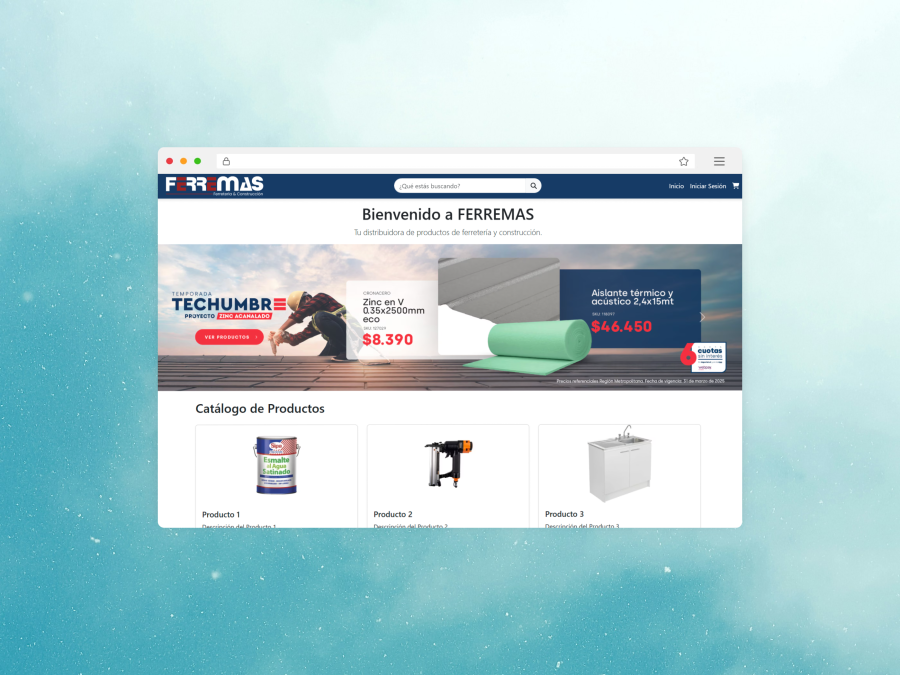 FERREMAS
Ferretería & Construcción
¿Qué estás buscando?
Inicio
Iniciar Sesión
Bienvenido a FERREMAS
Tu distribuidora de productos de ferretería y construcción.
TEMPORADA
TECHUMBRE
PROYECTO ZINC ACANALADO
VER PRODUCTOS
CRONACERO
Zinc en V
0.35x2500mm
eco
$8.390
Aislante térmico y
acústico 2,4x15mt
$46.450
cuotas
sin interés
Precios referenciales Región Metropolitana. Fecha de vigencia: 31 de marzo de 2025.
Catálogo de Productos
Sipa
Esmalte
al Agua
Satinado
Producto 1
Descripción del Producto 1
Producto 2
Descripción del Producto 2
Producto 3
Descripción del Producto 3